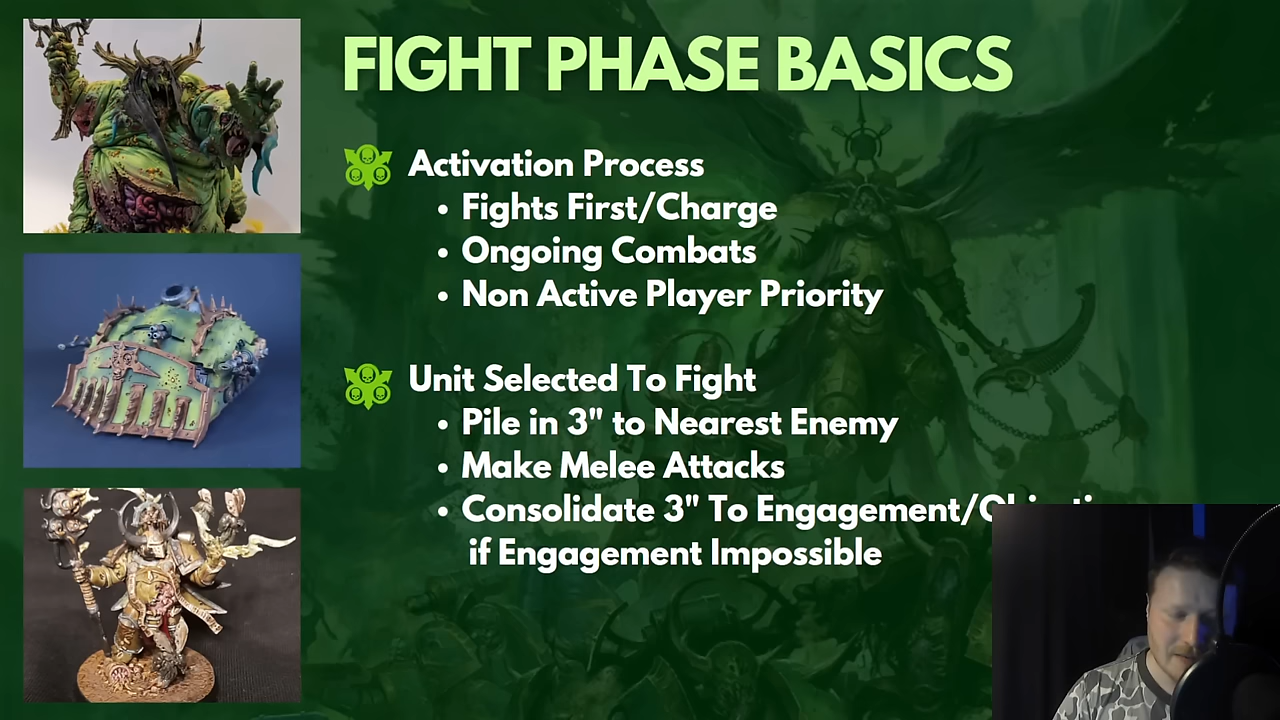 FIGHT PHASE BASICS
Activation Process
• Fights First/Charge
• Ongoing Combats
• Non Active Player Priority
Unit Selected To Fight
• Pile in 3" to Nearest Enemy
• Make Melee Attacks
• Consolidate 3" To Engagement/
if Engagement Impossible